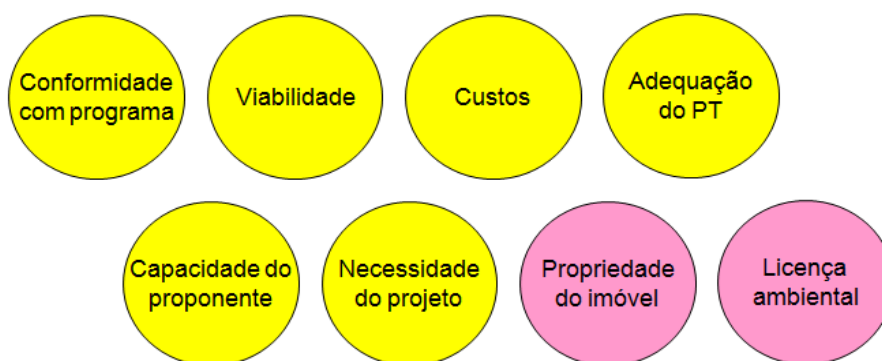 Conformidade
com programa
Viabilidade
Custos
Adequação
do PT
Capacidade do
proponente
Necessidade
do projeto
Propriedade
do imóvel
Licença
ambiental